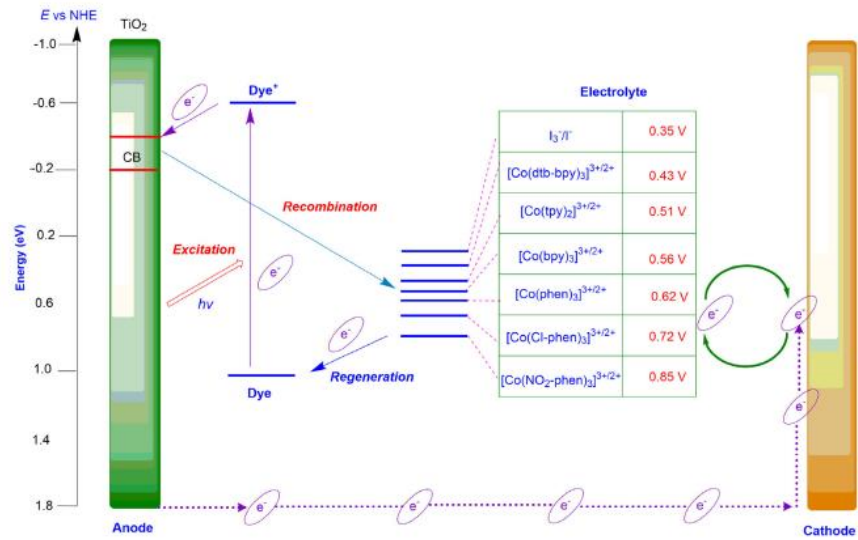 E vs NHE
TiO₂
-1.0
-0.6
-0.2
0.2
0.6
1.0
1.4
1.8
Energy (eV)
CB
Anode
e⁻
Dye⁺
Recombination
Excitation
hν
e⁻
e⁻
Regeneration
Dye
Electrolyte
I₃⁻/I⁻ 0.35 V
[Co(dtb-bpy)₃]³⁺/²⁺ 0.43 V
[Co(tpy)₂]³⁺/²⁺ 0.51 V
[Co(bpy)₃]³⁺/²⁺ 0.56 V
[Co(phen)₃]³⁺/²⁺ 0.62 V
[Co(Cl-phen)₃]³⁺/²⁺ 0.72 V
[Co(NO₂-phen)₃]³⁺/²⁺ 0.85 V
e⁻
e⁻
e⁻
e⁻
e⁻
e⁻
e⁻
Cathode